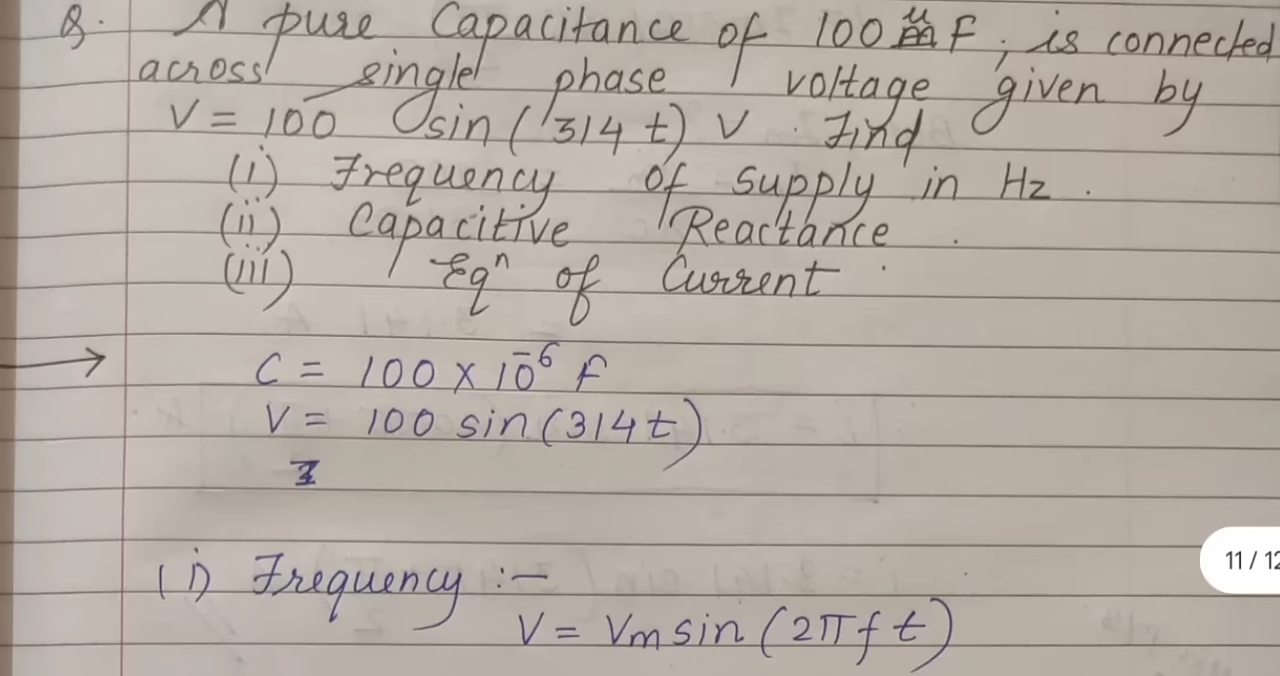 Q. A pure Capacitance of 100 μF, is connected
across single phase voltage given by
V = 100 sin(314 t) V. Find
(i) Frequency of supply in Hz.
(ii) Capacitive Reactance.
(iii) Eqⁿ of Current.
→ C = 100 × 10⁻⁶ F
V = 100 sin(314t)
(i) Frequency :-
V = Vm sin (2πft)
11 / 12